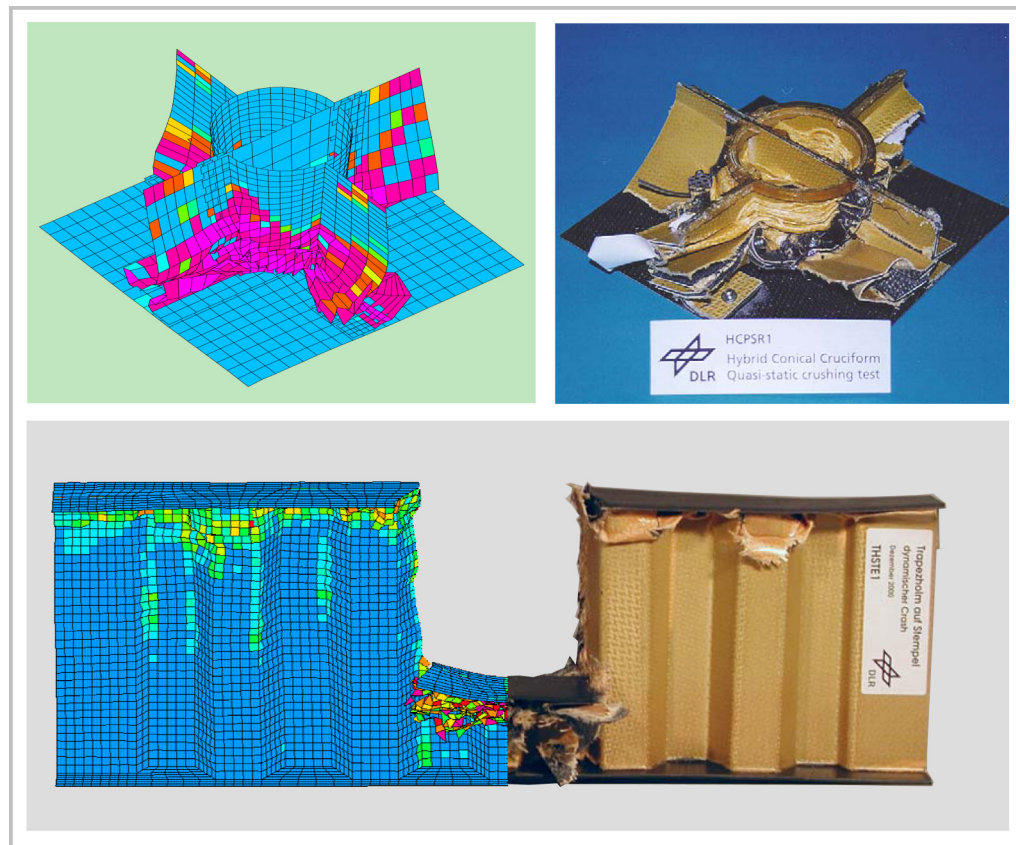 HCPSR1
Hybrid Conical Cruciform
Quasi-static crushing test
DLR
Trapezholm auf Stempel
dynamischer Crash
Dezember 2000
THSTE1
DLR